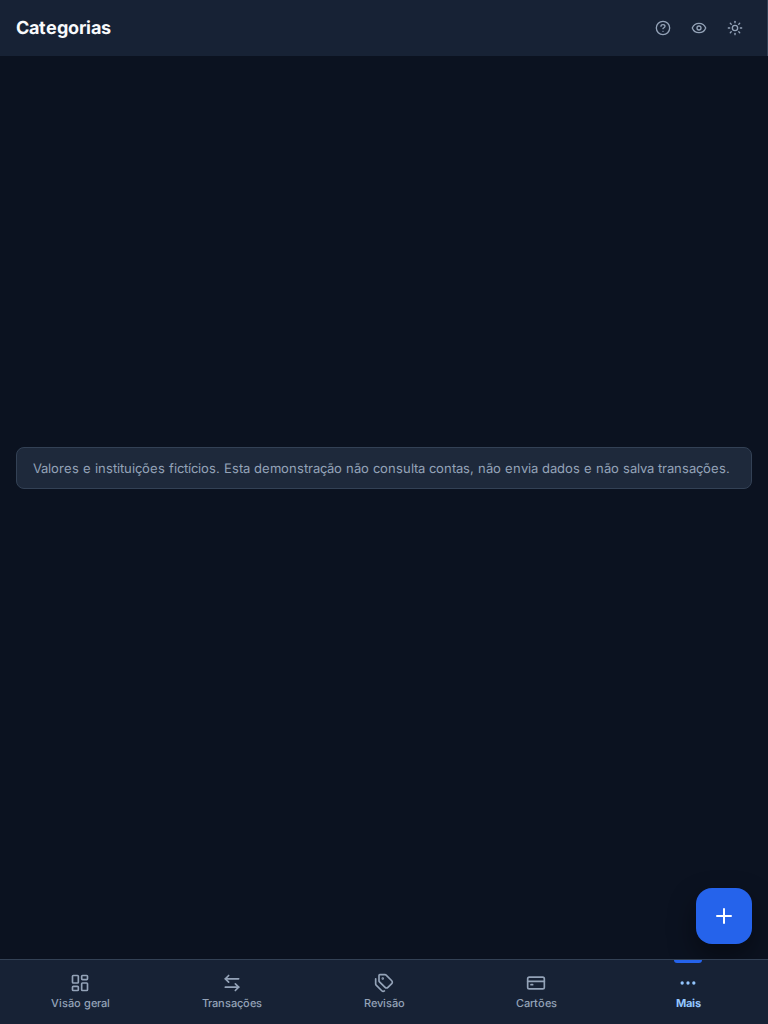 Categorias
Valores e instituições fictícios. Esta demonstração não consulta contas, não envia dados e não salva transações.
Visão geral
Transações
Revisão
Cartões
Mais